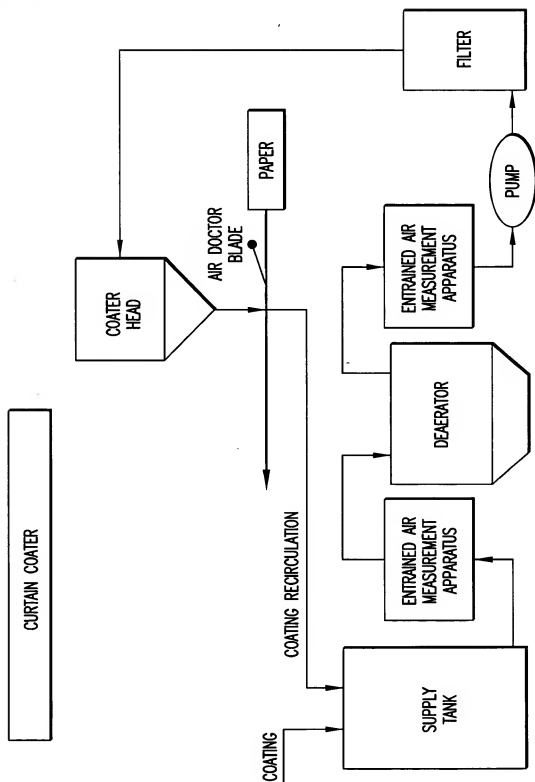 CURTAIN COATER
COATER
HEAD
AIR DOCTOR
BLADE
PAPER
FILTER
COATING RECIRCULATION
COATING
SUPPLY
TANK
ENTRAINED AIR
MEASUREMENT
APPARATUS
DEAERATOR
ENTRAINED AIR
MEASUREMENT
APPARATUS
PUMP